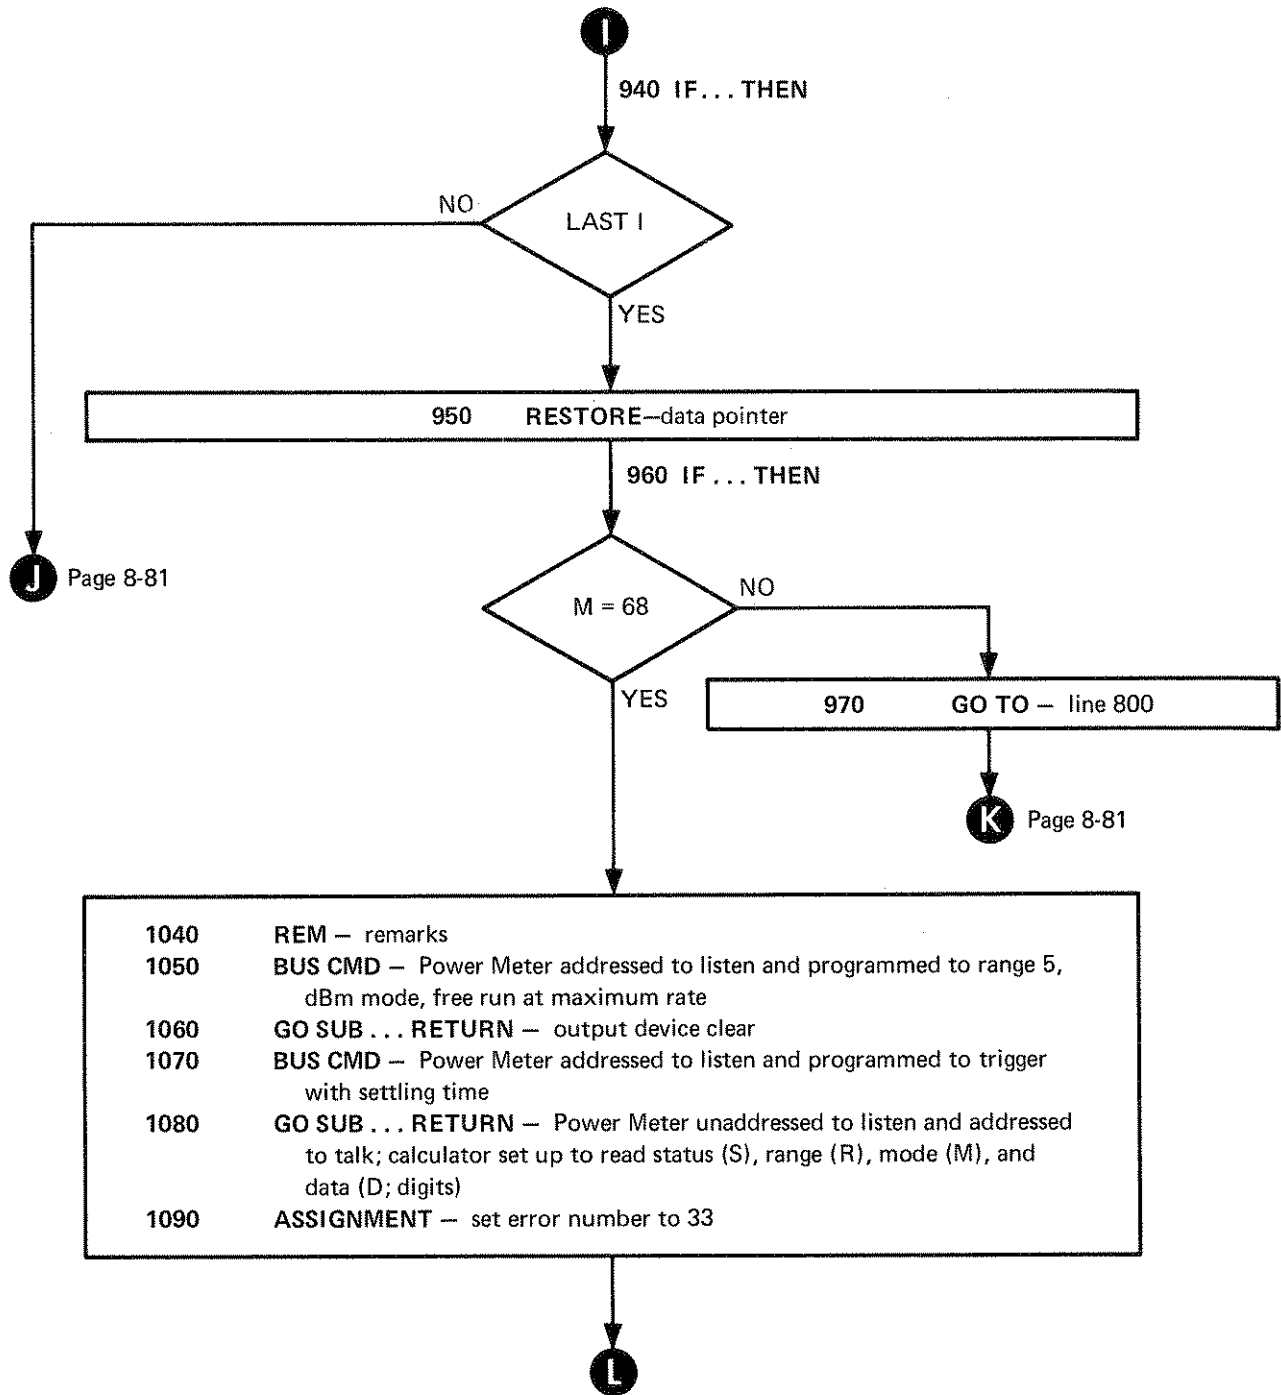 I
940 IF... THEN
NO
LAST I
YES
950 RESTORE—data pointer
960 IF... THEN
J Page 8-81
M = 68
NO
YES
970 GO TO — line 800
K Page 8-81
1040 REM — remarks
1050 BUS CMD — Power Meter addressed to listen and programmed to range 5,
dBm mode, free run at maximum rate
1060 GO SUB... RETURN — output device clear
1070 BUS CMD — Power Meter addressed to listen and programmed to trigger
with settling time
1080 GO SUB... RETURN — Power Meter unaddressed to listen and addressed
to talk; calculator set up to read status (S), range (R), mode (M), and
data (D; digits)
1090 ASSIGNMENT — set error number to 33
L